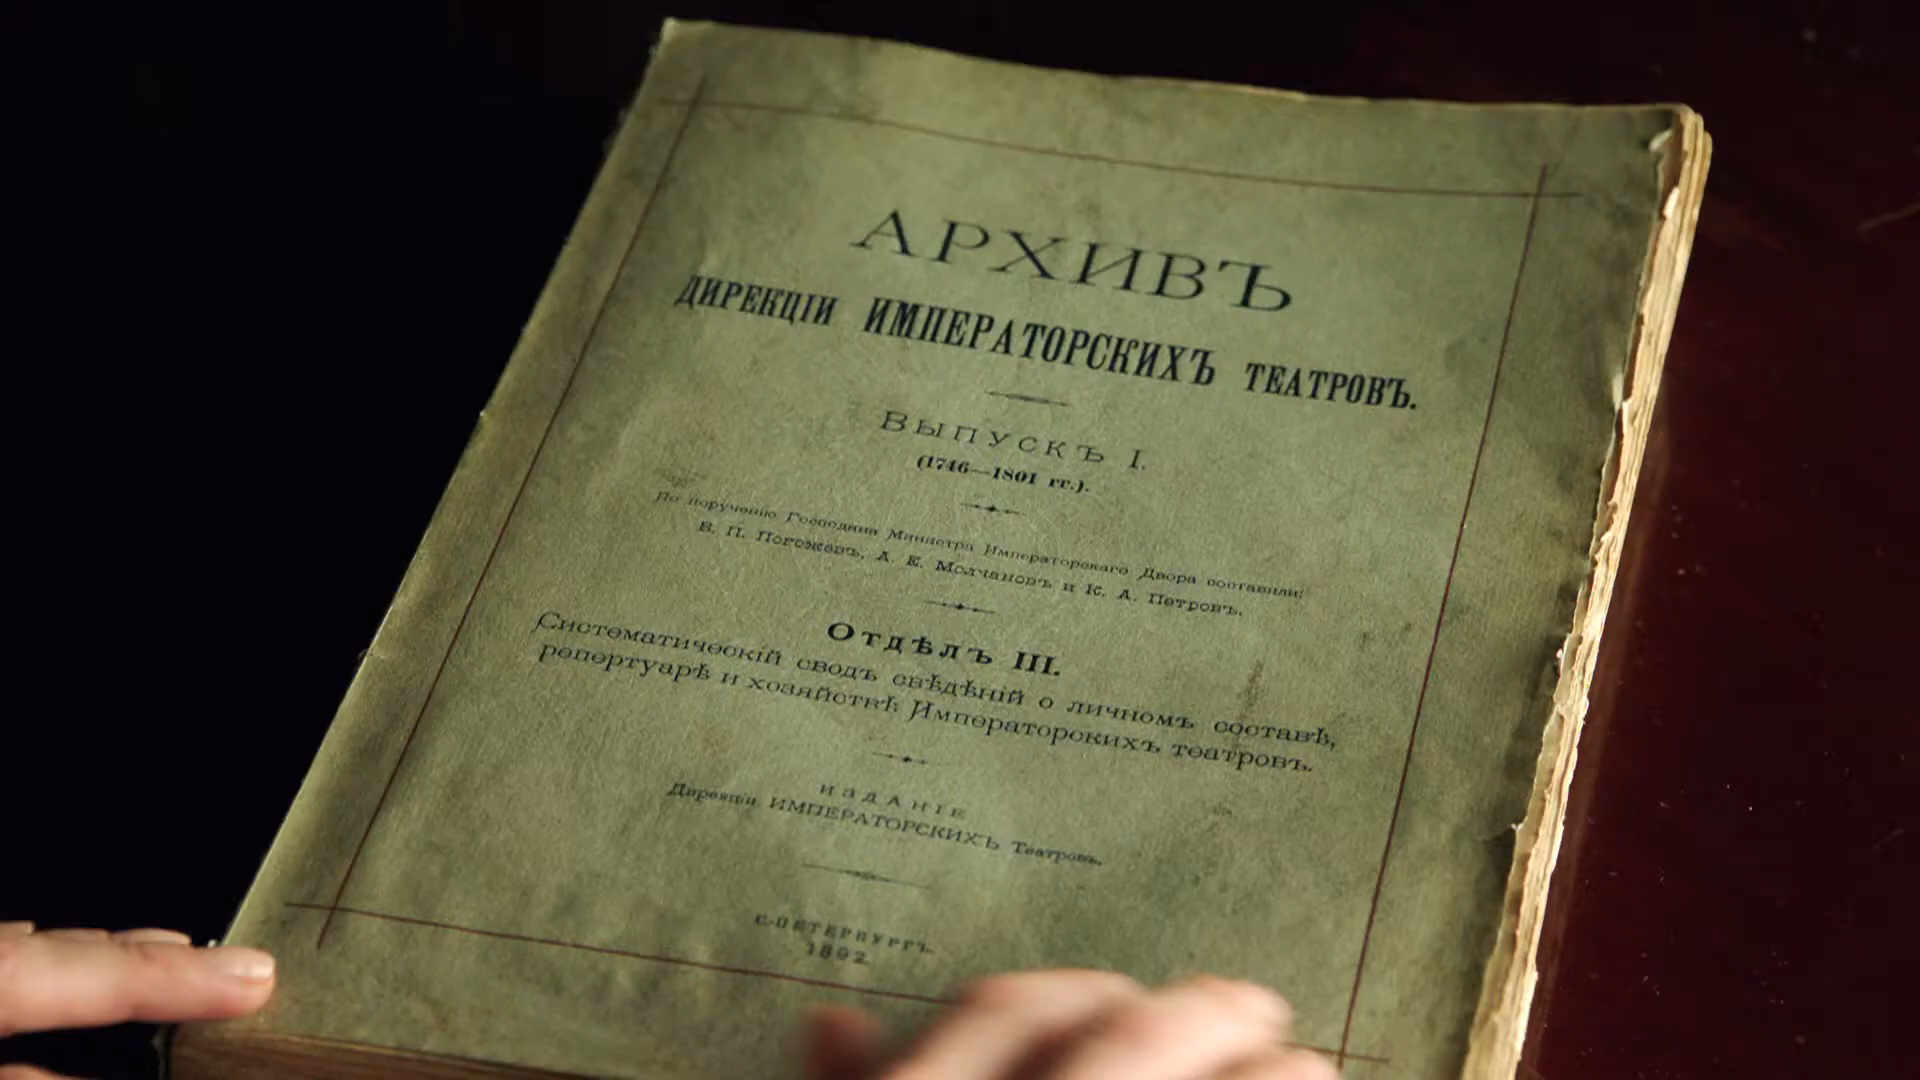 АРХИВЪ
ДИРЕКЦІИ ИМПЕРАТОРСКИХЪ ТЕАТРОВЪ.
ВЫПУСКЪ I.
(1746—1801 гг.).
По порученію Господина Министра Императорскаго Двора составили:
В. П. Погожевъ, А. Е. Молчановъ и К. А. Петровъ.
Отдѣлъ III.
Систематическій сводъ свѣдѣній о личномъ составѣ,
репертуарѣ и хозяйствѣ Императорскихъ театровъ.
ИЗДАНІЕ
Дирекціи ИМПЕРАТОРСКИХЪ Театровъ.
С-ПЕТЕРБУРГЪ.
1892